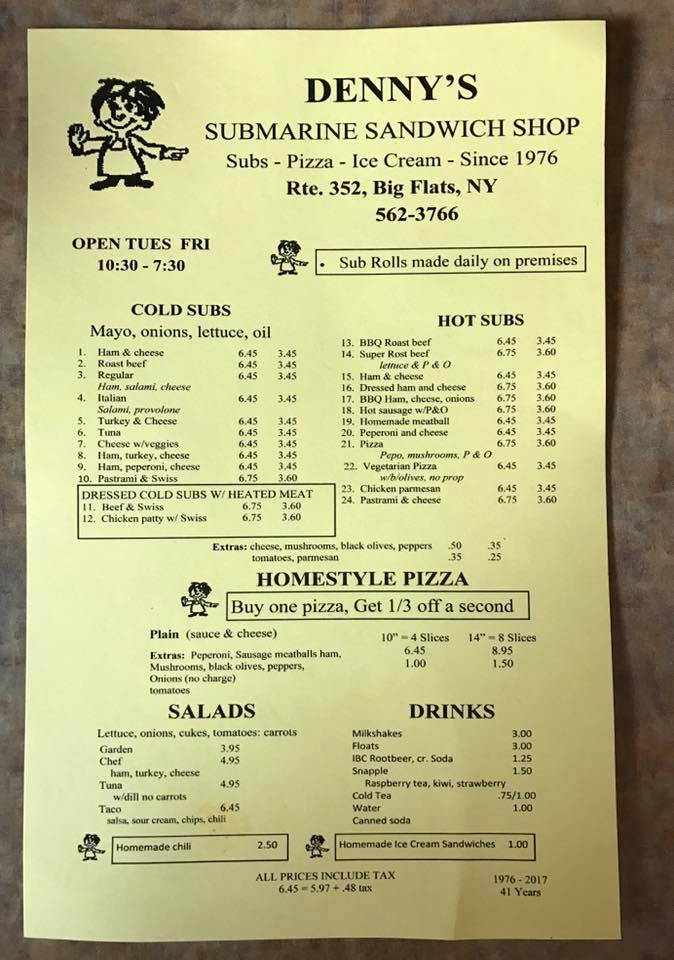 DENNY'S
SUBMARINE SANDWICH SHOP
Subs - Pizza - Ice Cream - Since 1976
Rte. 352, Big Flats, NY
562-3766
OPEN TUES FRI
10:30 - 7:30
• Sub Rolls made daily on premises
COLD SUBS
Mayo, onions, lettuce, oil
1. Ham & cheese 6.45 3.45
2. Roast beef 6.45 3.45
3. Regular 6.45 3.45
Ham, salami, cheese
4. Italian 6.45 3.45
Salami, provolone
5. Turkey & Cheese 6.45 3.45
6. Tuna 6.45 3.45
7. Cheese w/veggies 6.45 3.45
8. Ham, turkey, cheese 6.45 3.45
9. Ham, peperoni, cheese 6.45 3.45
10. Pastrami & Swiss 6.75 3.60
DRESSED COLD SUBS W/ HEATED MEAT
11. Beef & Swiss 6.75 3.60
12. Chicken patty w/ Swiss 6.75 3.60
HOT SUBS
13. BBQ Roast beef 6.45 3.45
14. Super Rost beef 6.75 3.60
lettuce & P & O
15. Ham & cheese 6.45 3.45
16. Dressed ham and cheese 6.75 3.60
17. BBQ Ham, cheese, onions 6.75 3.60
18. Hot sausage w/P&O 6.75 3.60
19. Homemade meatball 6.45 3.45
20. Peperoni and cheese 6.45 3.45
21. Pizza 6.75 3.60
Pepo, mushrooms, P & O
22. Vegetarian Pizza 6.45 3.45
w/b/olives, no prop
23. Chicken parmesan 6.45 3.45
24. Pastrami & cheese 6.75 3.60
Extras: cheese, mushrooms, black olives, peppers .50 .35
tomatoes, parmesan .35 .25
HOMESTYLE PIZZA
Buy one pizza, Get 1/3 off a second
Plain (sauce & cheese) 10" = 4 Slices 14" = 8 Slices
6.45 8.95
Extras: Peperoni, Sausage meatballs ham,
Mushrooms, black olives, peppers, 1.00 1.50
Onions (no charge)
tomatoes
SALADS
Lettuce, onions, cukes, tomatoes: carrots
Garden 3.95
Chef 4.95
ham, turkey, cheese
Tuna 4.95
w/dill no carrots
Taco 6.45
salsa, sour cream, chips, chili
Homemade chili 2.50
DRINKS
Milkshakes 3.00
Floats 3.00
IBC Rootbeer, cr. Soda 1.25
Snapple 1.50
Raspberry tea, kiwi, strawberry
Cold Tea .75/1.00
Water 1.00
Canned soda
Homemade Ice Cream Sandwiches 1.00
ALL PRICES INCLUDE TAX
6.45 = 5.97 + .48 tax
1976 - 2017
41 Years